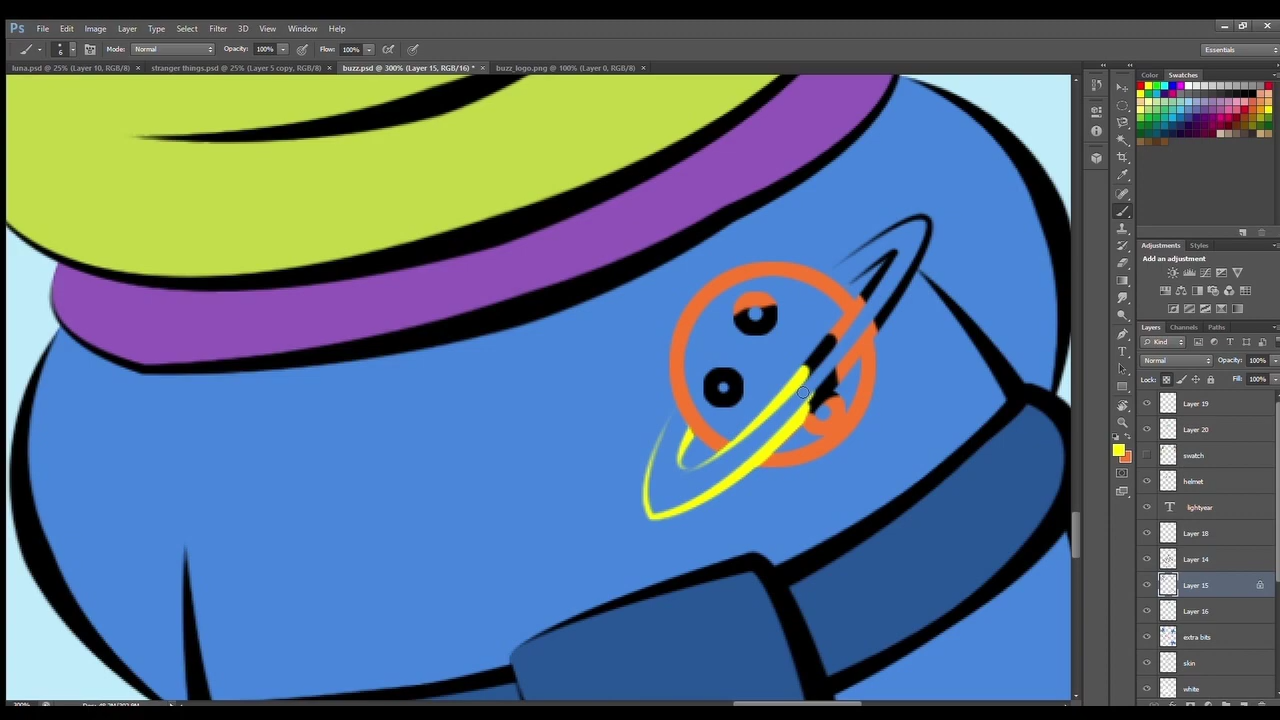 Ps File Edit Image Layer Type Select Filter 3D View Window Help
6 Mode: Normal Opacity: 100% Flow: 100% Essentials
luna.psd @ 25% (Layer 10, RGB/8) × stranger things.psd @ 25% (Layer 5 copy, RGB/8) × buzz.psd @ 300% (Layer 15, RGB/16) * × buzz_logo.png @ 100% (Layer 0, RGB/8) ×
Color Swatches
Adjustments Styles
Add an adjustment
Layers Channels Paths
Kind
Normal Opacity: 100%
Lock: Fill: 100%
Layer 19
Layer 20
swatch
helmet
T lightyear
Layer 18
Layer 14
Layer 15
Layer 16
extra bits
skin
white